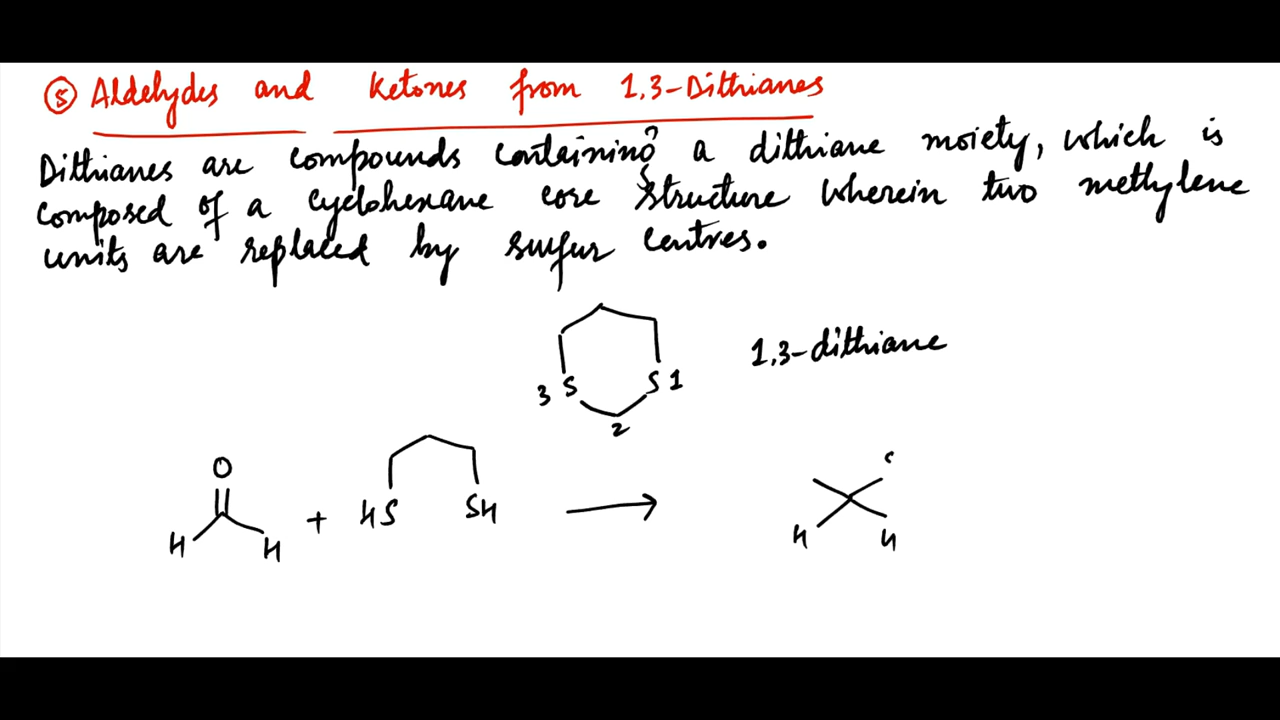 ⑤ Aldehydes and Ketones from 1,3-Dithianes
Dithianes are compounds containing a dithiane moiety, which is
composed of a cyclohexane core structure wherein two methylene
units are replaced by sulfur centres.
3 S S 1
2
1,3-dithiane
O
H H
+
HS SH
H H